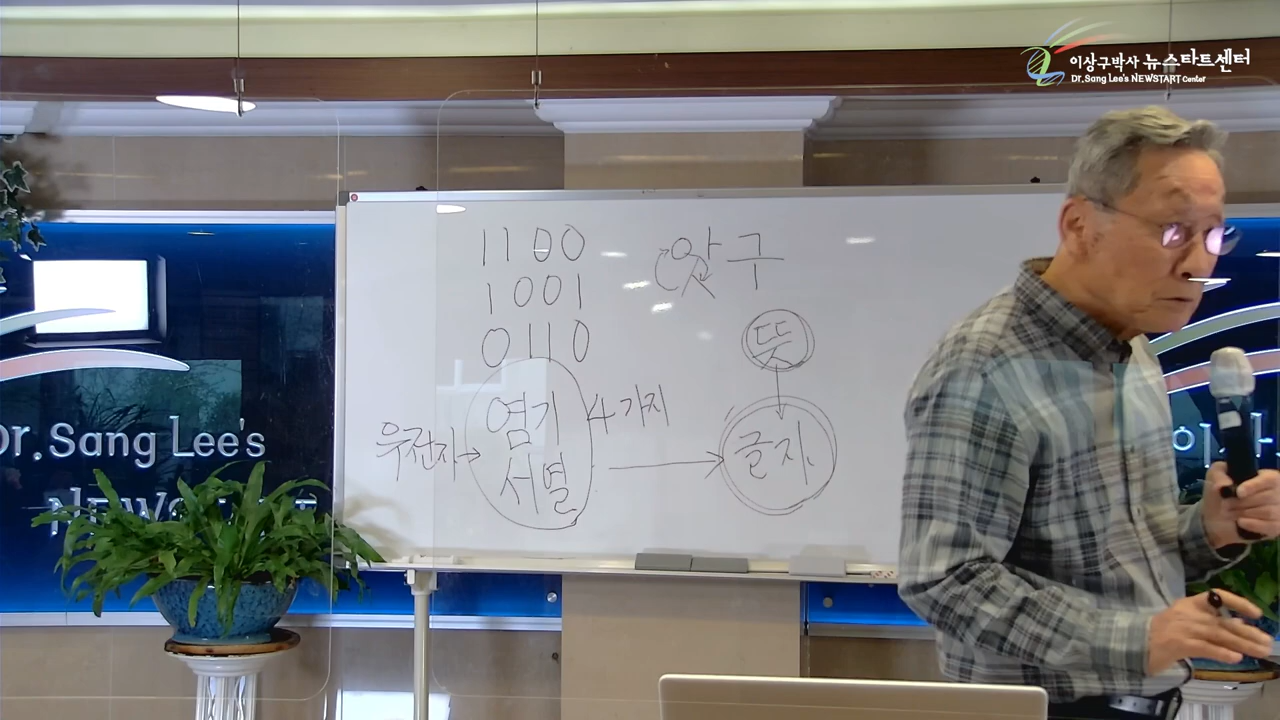 이상구박사 뉴스타트센터
Dr.Sang Lee's NEWSTART Center
1100 앗구
1001
0110 뜻
유전자→ 염기 4가지
서열 → 글자
Dr.Sang Lee's